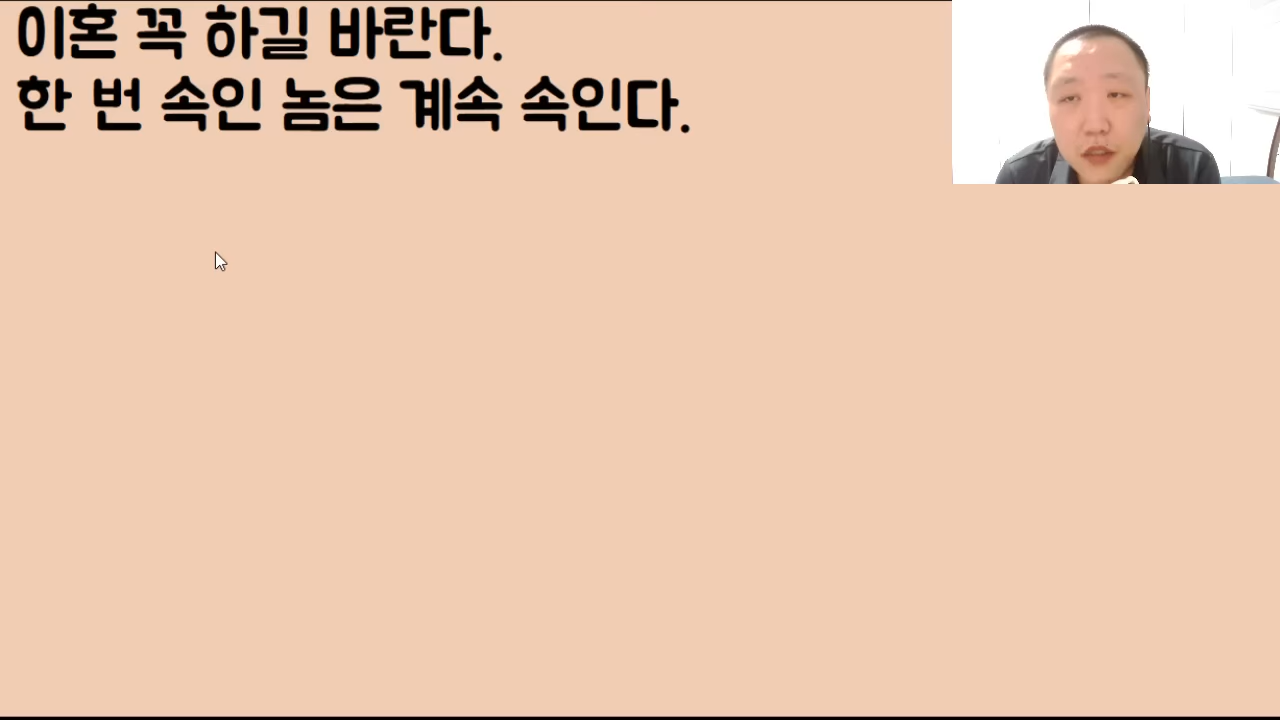 이혼 꼭 하길 바란다.
한 번 속인 놈은 계속 속인다.